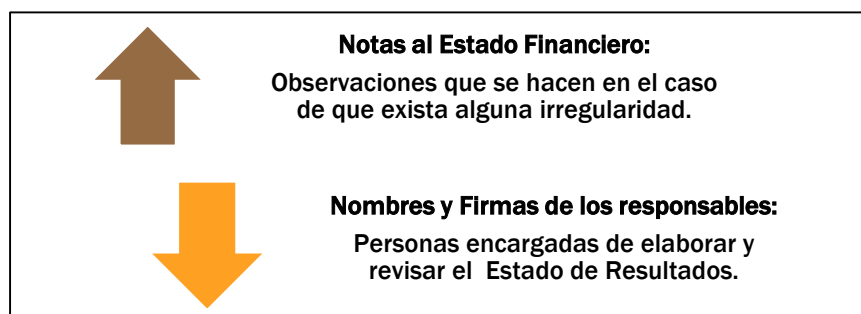 Notas al Estado Financiero:
Observaciones que se hacen en el caso
de que exista alguna irregularidad.
Nombres y Firmas de los responsables:
Personas encargadas de elaborar y
revisar el  Estado de Resultados.